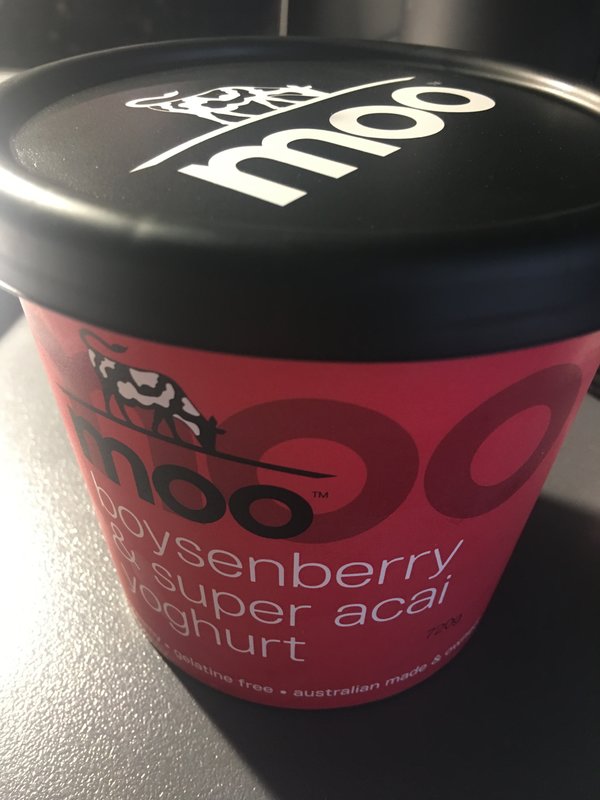 moo
moo™
boysenberry
& super acai
yoghurt
720g
• gelatine free • australian made &